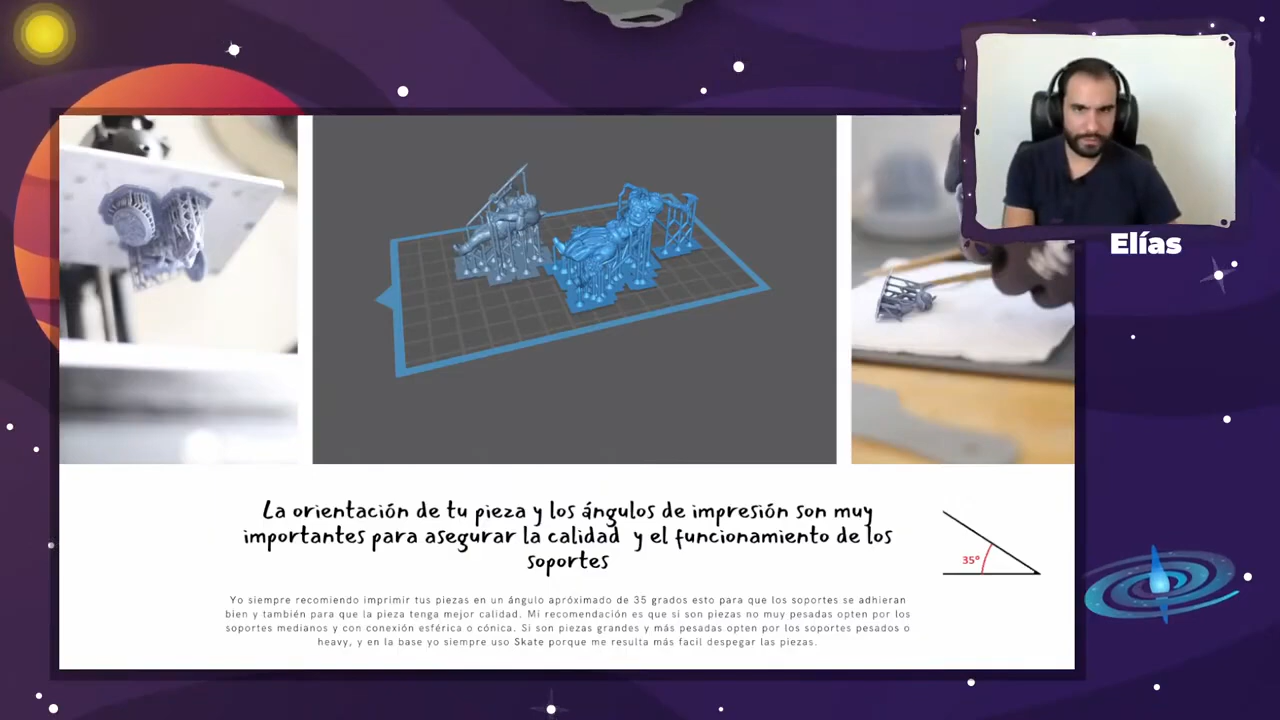 Elías
La orientación de tu pieza y los ángulos de impresión son muy
importantes para asegurar la calidad y el funcionamiento de los
soportes
35º
Yo siempre recomiendo imprimir tus piezas en un ángulo apróximado de 35 grados esto para que los soportes se adhieran
bien y también para que la pieza tenga mejor calidad. Mi recomendación es que si son piezas no muy pesadas opten por los
soportes medianos y con conexión esférica o cónica. Si son piezas grandes y más pesadas opten por los soportes pesados o
heavy, y en la base yo siempre uso Skate porque me resulta más facil despegar las piezas.